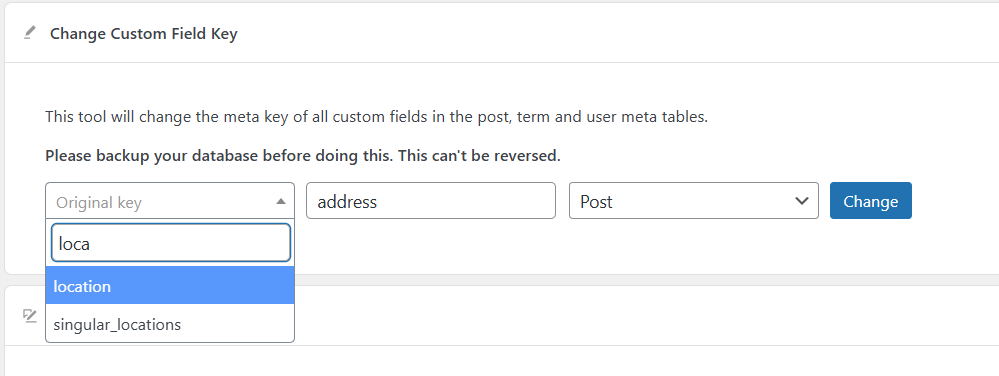 Change Custom Field Key
This tool will change the meta key of all custom fields in the post, term and user meta tables.
Please backup your database before doing this. This can't be reversed.
Original key address Post Change
loca
location
singular_locations